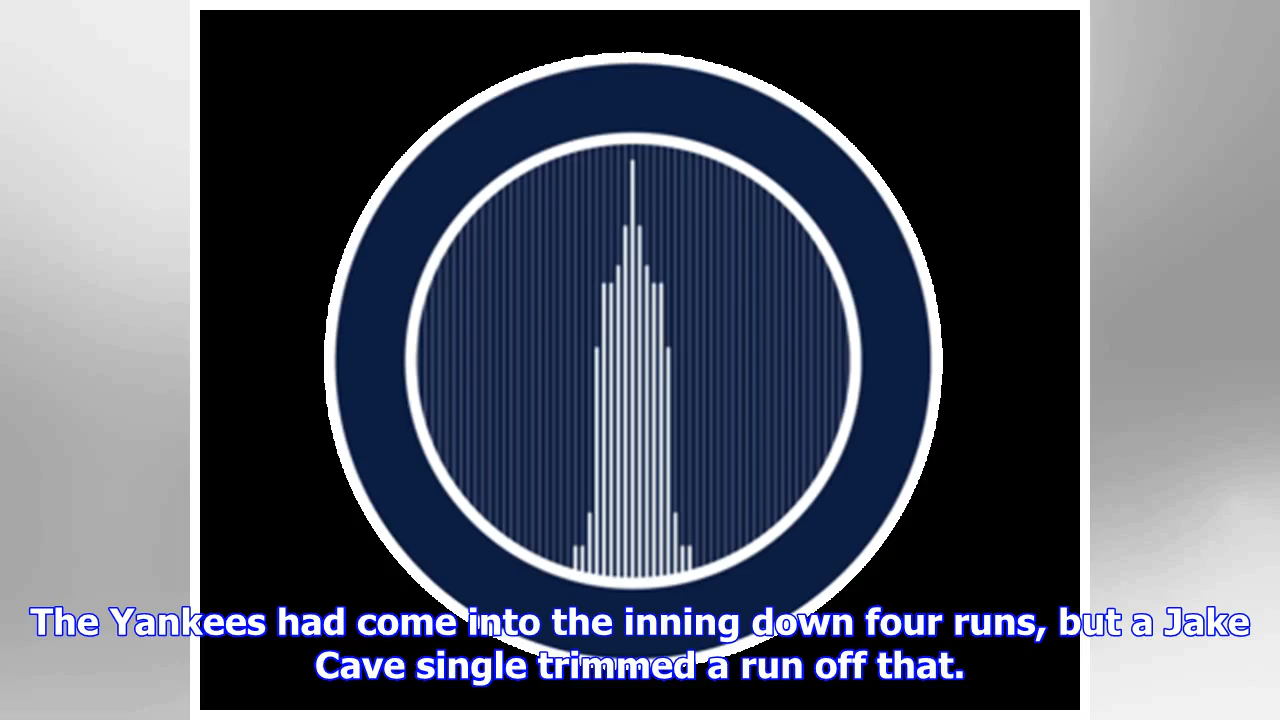 The Yankees had come into the inning down four runs, but a Jake
Cave single trimmed a run off that.